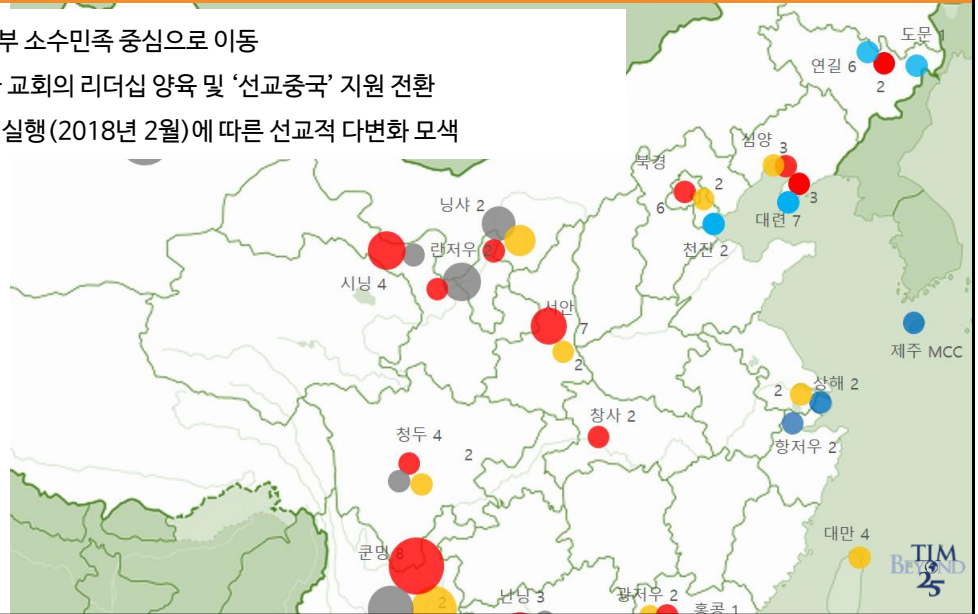 부 소수민족 중심으로 이동
교회의 리더십 양육 및 ‘선교중국’ 지원 전환
실행(2018년 2월)에 따른 선교적 다변화 모색
도문 1
연길 6
2
심양 3
북경
2
6
3
대련 7
천진 2
닝샤 2
란저우 2
시닝 4
서안
7
2
제주 MCC
상해 2
2
항저우 2
창사 2
청두 4
2
대만 4
쿤밍 8
2
난닝 3
광저우 2
홍콩 1
TIM
BEYOND
25